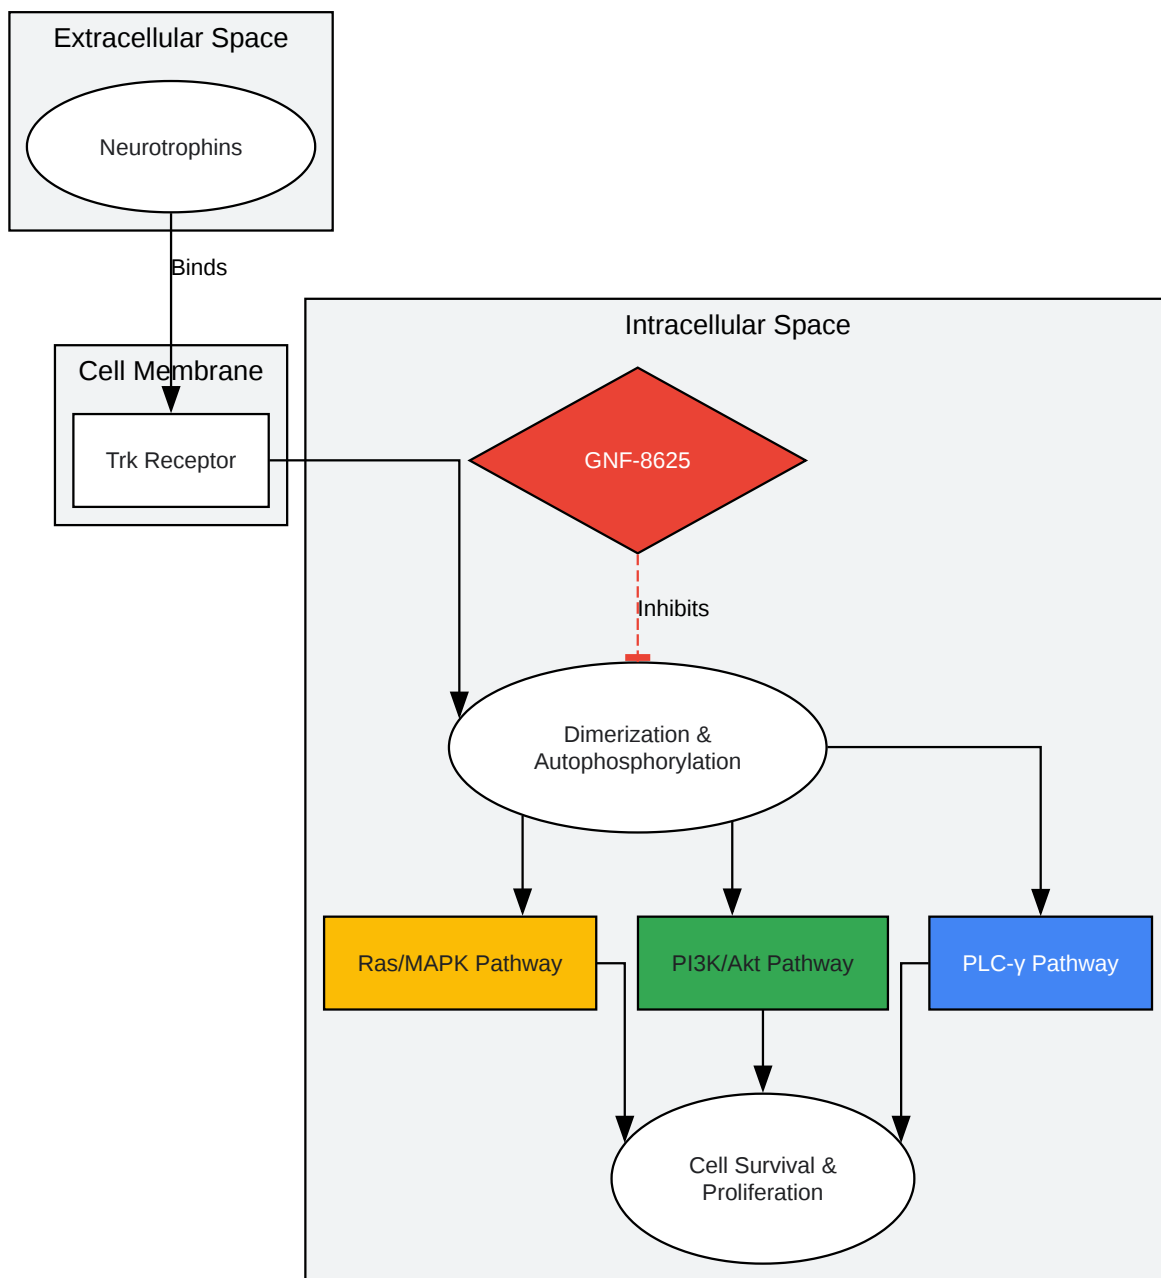 Extracellular Space
Neurotrophins
Binds
Cell Membrane
Trk Receptor
Intracellular Space
GNF-8625
Inhibits
Dimerization &
Autophosphorylation
Ras/MAPK Pathway
PI3K/Akt Pathway
PLC-γ Pathway
Cell Survival &
Proliferation